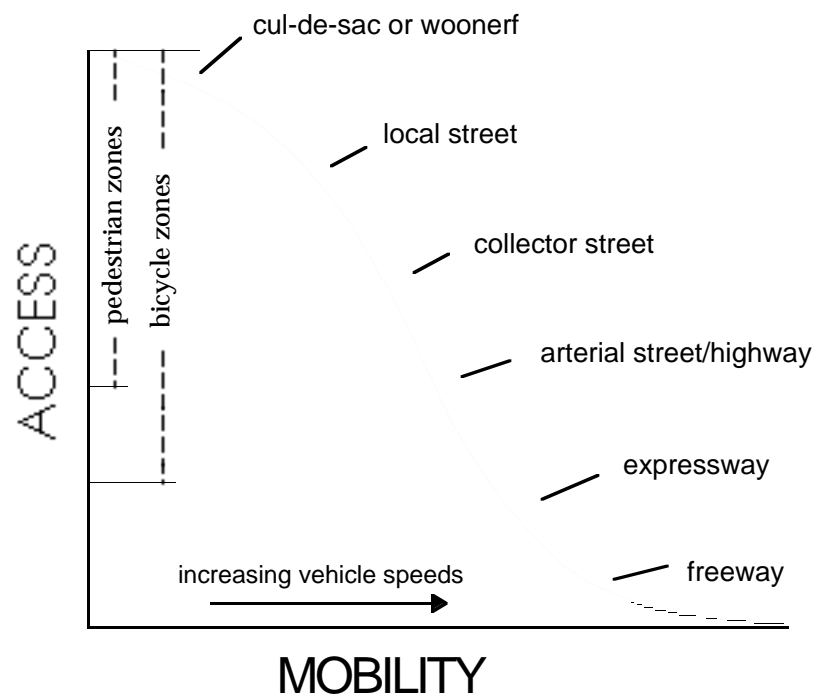 cul-de-sac or woonerf
local street
collector street
arterial street/highway
expressway
freeway
pedestrian zones
bicycle zones
ACCESS
increasing vehicle speeds
MOBILITY